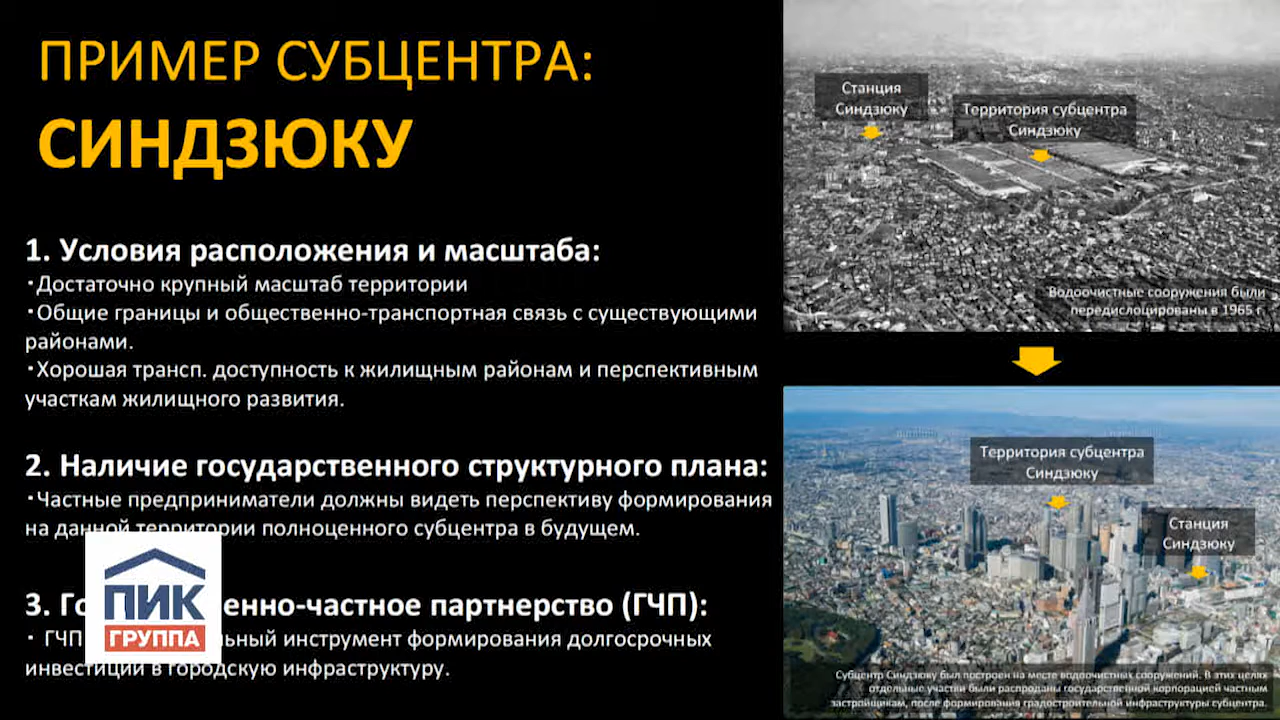 ПРИМЕР СУБЦЕНТРА:
СИНДЗЮКУ
1. Условия расположения и масштаба:
·Достаточно крупный масштаб территории
·Общие границы и общественно-транспортная связь с существующими
районами.
·Хорошая трансп. доступность к жилищным районам и перспективным
участкам жилищного развития.
2. Наличие государственного структурного плана:
·Частные предприниматели должны видеть перспективу формирования
на данной территории полноценного субцентра в будущем.
3. Го енно-частное партнерство (ГЧП):
· ГЧП льный инструмент формирования долгосрочных
инвестиции в городскую инфраструктуру.
ПИК
ГРУППА
Станция
Синдзюку
Территория субцентра
Синдзюку
Водоочистные сооружения были
передислоцированы в 1965 г.
Территория субцентра
Синдзюку
Станция
Синдзюку
Субцентр Синдзюку был построен на месте водоочистных сооружений. В этих целях
отдельные участки были распроданы государственной корпорацией частным
застройщикам, после формирования градостроительной инфраструктуры субцентра.